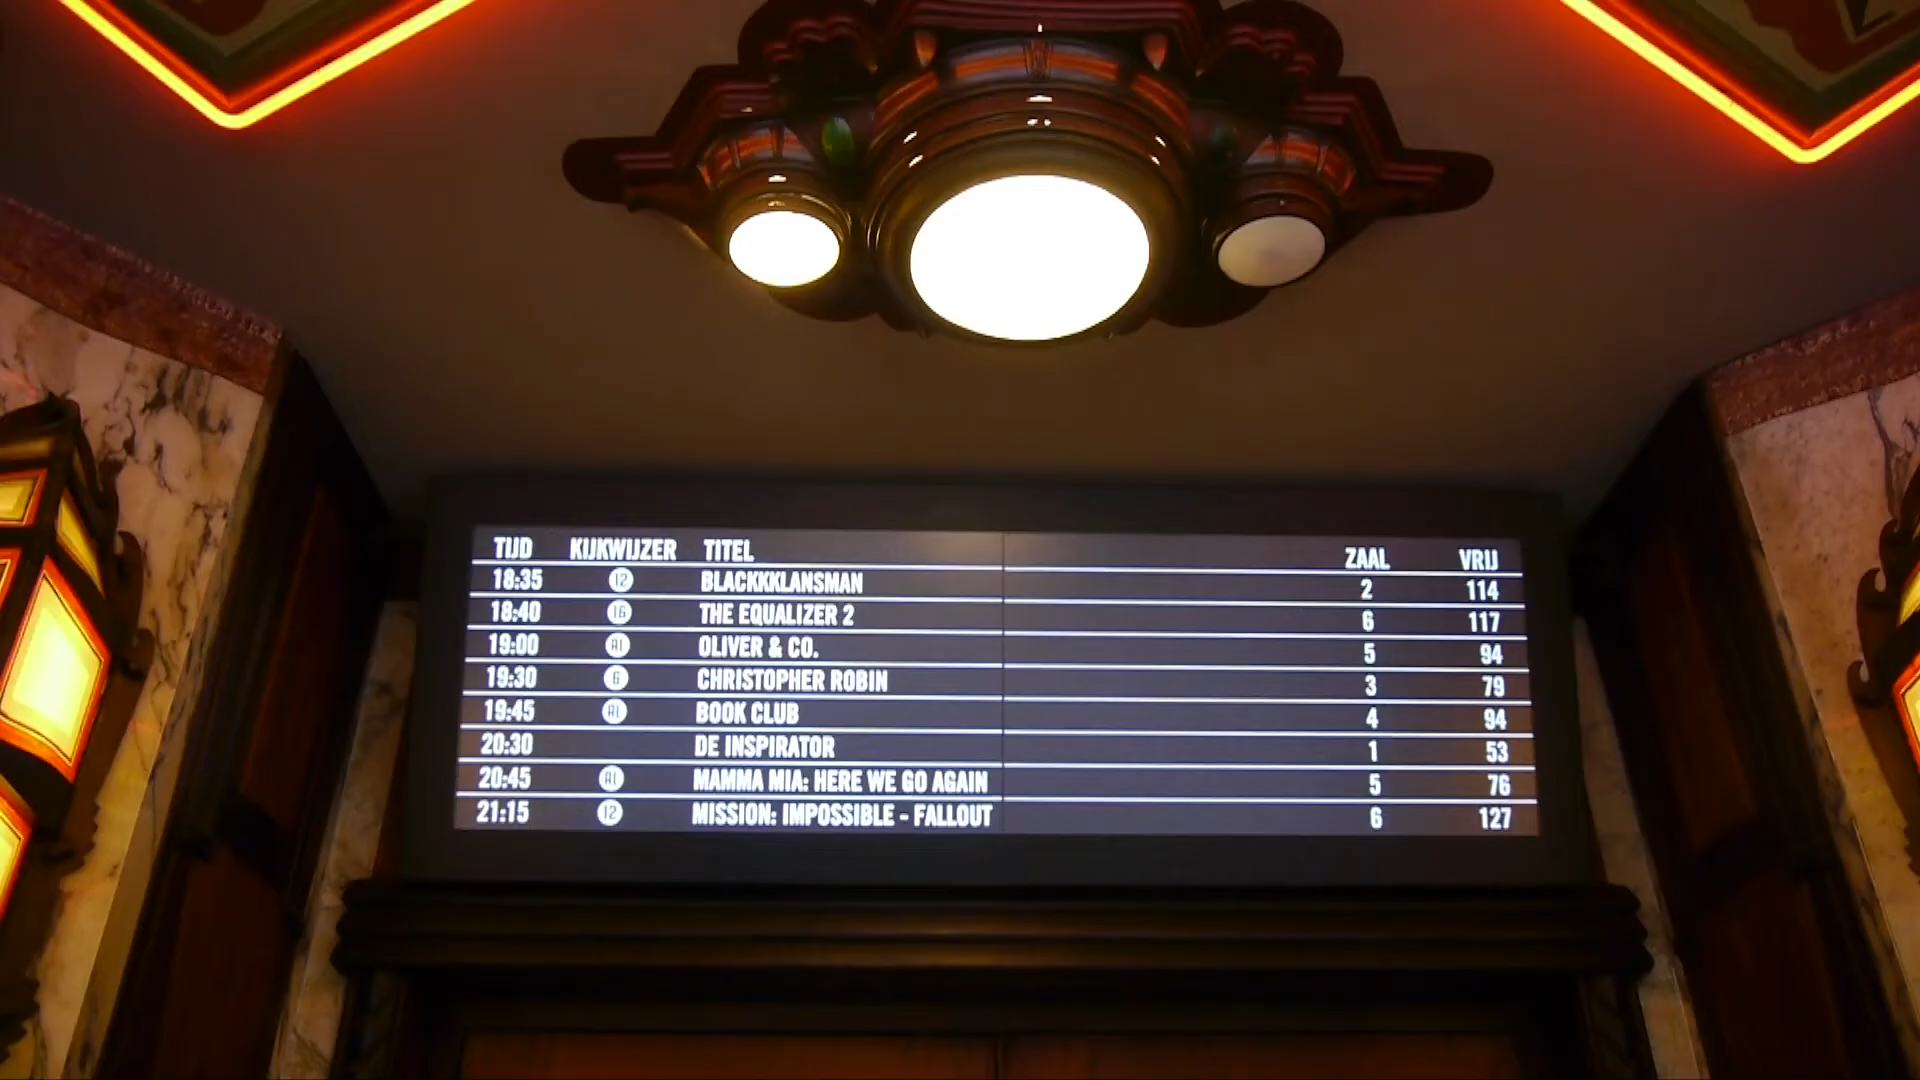 TIJD KIJKWIJZER TITEL ZAAL VRIJ
18:35 12 BLACKKKLANSMAN 2 114
18:40 16 THE EQUALIZER 2 6 117
19:00 AL OLIVER & CO. 5 94
19:30 6 CHRISTOPHER ROBIN 3 79
19:45 AL BOOK CLUB 4 94
20:30 DE INSPIRATOR 1 53
20:45 AL MAMMA MIA: HERE WE GO AGAIN 5 76
21:15 12 MISSION: IMPOSSIBLE - FALLOUT 6 127